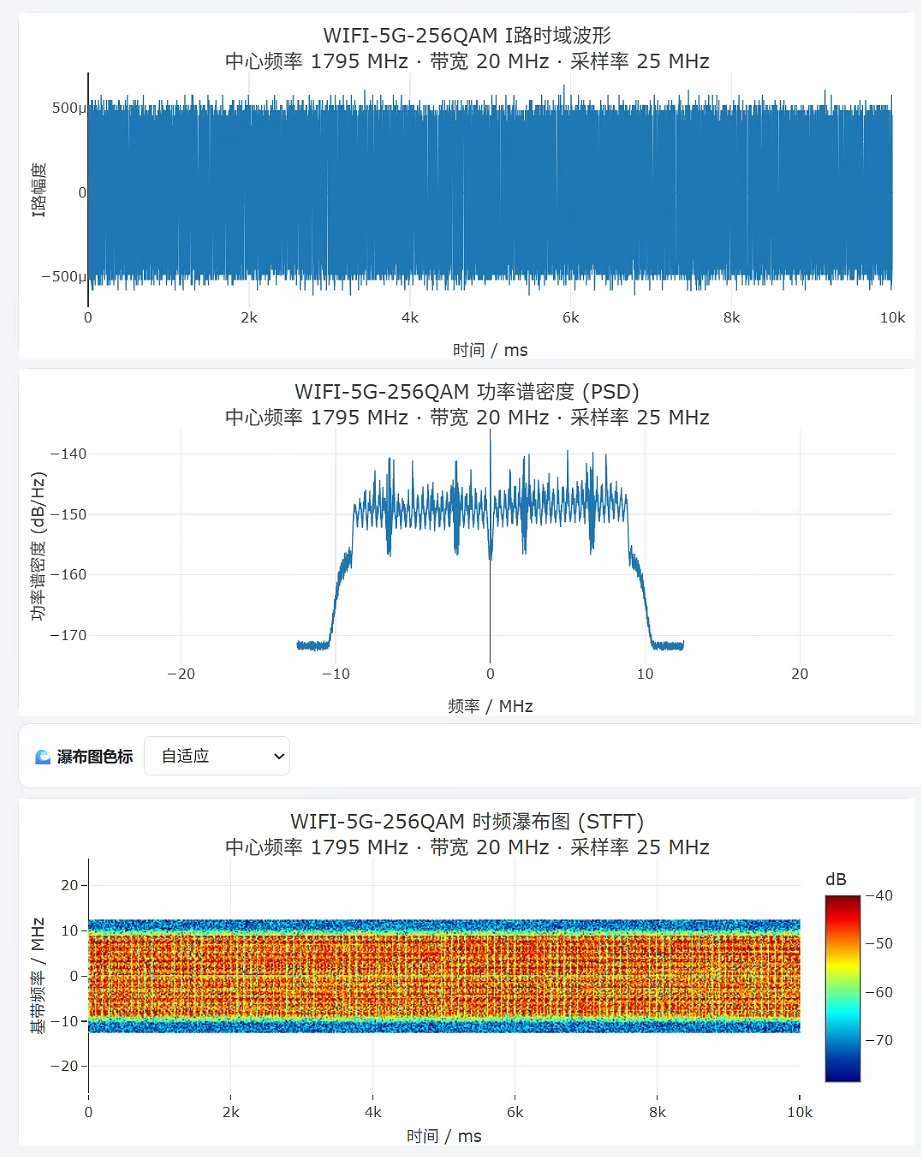 WIFI-5G-256QAM I路时域波形
中心频率 1795 MHz · 带宽 20 MHz · 采样率 25 MHz
500μ
0
−500μ
I路幅度
0 2k 4k 6k 8k 10k
时间 / ms
WIFI-5G-256QAM 功率谱密度 (PSD)
中心频率 1795 MHz · 带宽 20 MHz · 采样率 25 MHz
−140
−150
−160
−170
功率谱密度 (dB/Hz)
−20 −10 0 10 20
频率 / MHz
瀑布图色标 自适应
WIFI-5G-256QAM 时频瀑布图 (STFT)
中心频率 1795 MHz · 带宽 20 MHz · 采样率 25 MHz
20
10
0
−10
−20
基带频率 / MHz
0 2k 4k 6k 8k 10k
时间 / ms
dB
−40
−50
−60
−70